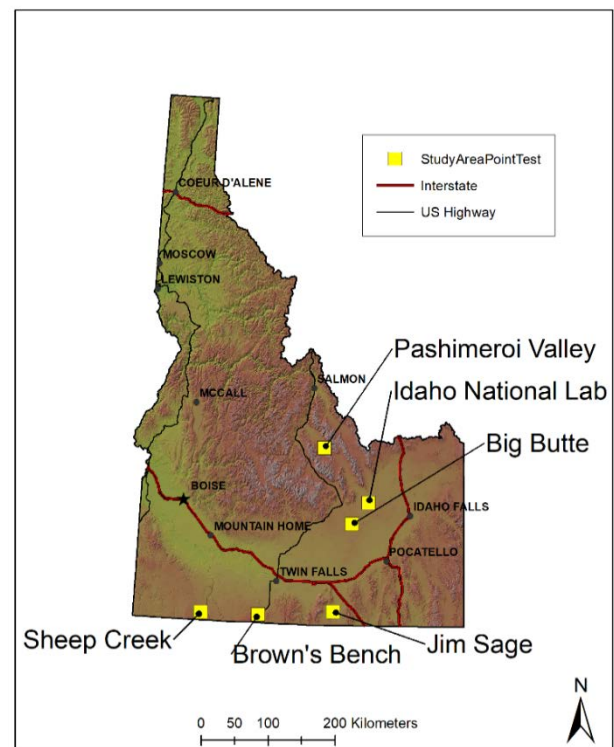 StudyAreaPointTest
Interstate
US Highway
COEUR D'ALENE
MOSCOW
LEWISTON
Pashimeroi Valley
SALMON
Idaho National Lab
MCCALL
Big Butte
BOISE
IDAHO FALLS
MOUNTAIN HOME
POCATELLO
TWIN FALLS
Sheep Creek
Brown's Bench
Jim Sage
N
0 50 100 200 Kilometers